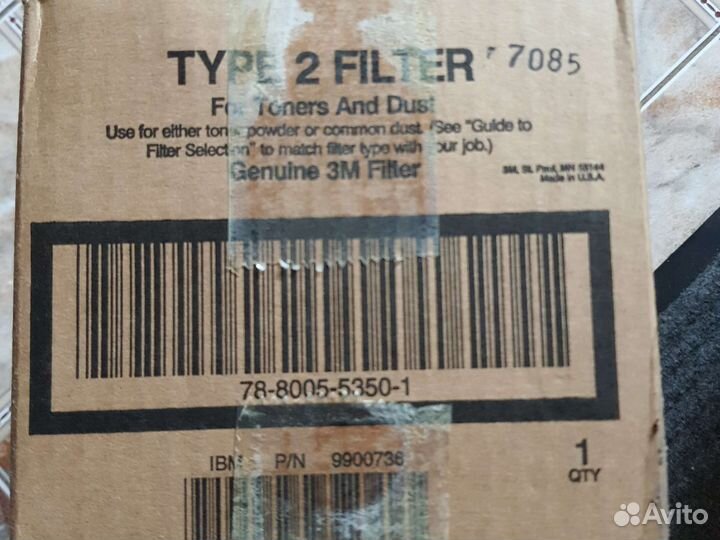 TYPE 2 FILTER 7085
For Toners And Dust
Use for either toner powder or common dust. (See "Guide to
Filter Selection" to match filter type with your job.)
Genuine 3M Filter
3M, St. Paul, MN 55144
Made in U.S.A.
78-8005-5350-1
IBM P/N 9900736
1
QTY
Avito